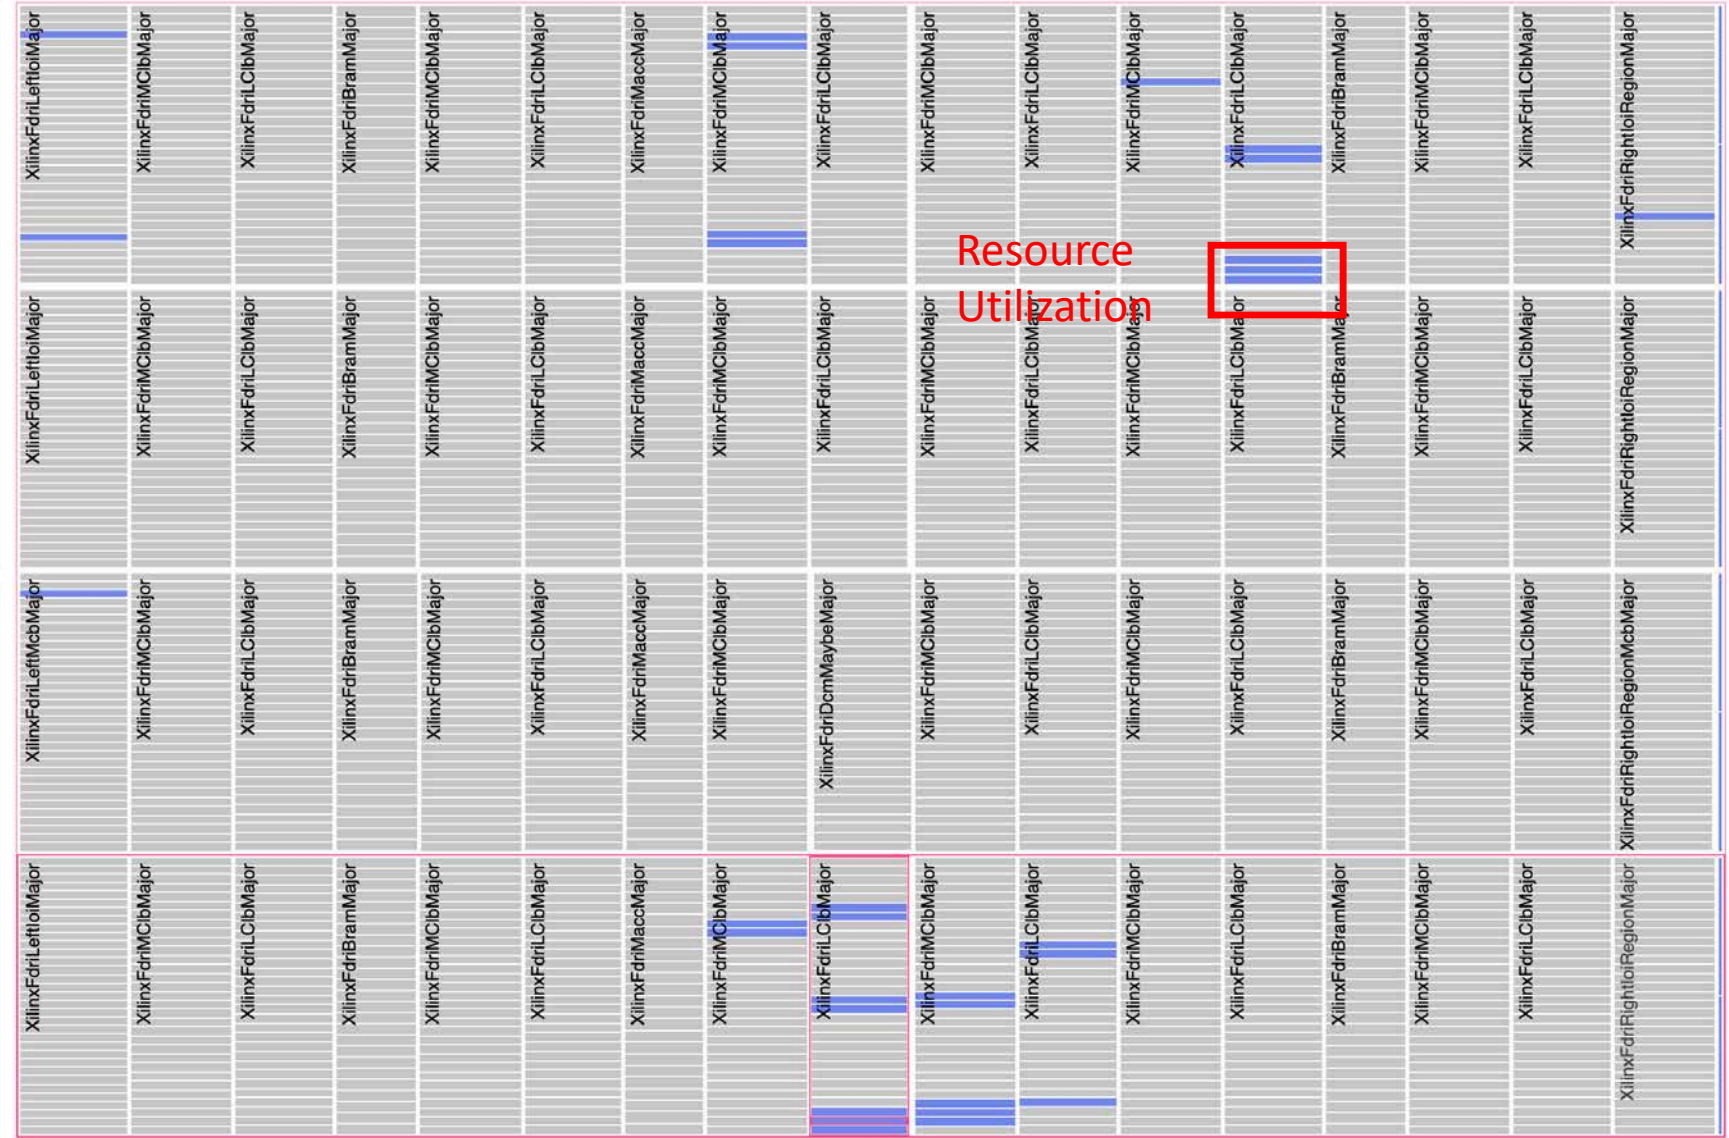 XilinxFdriLeftIoiMajor
XilinxFdriMClbMajor
XilinxFdriLClbMajor
XilinxFdriBramMajor
XilinxFdriMClbMajor
XilinxFdriLClbMajor
XilinxFdriMaccMajor
XilinxFdriMClbMajor
XilinxFdriLClbMajor
XilinxFdriMClbMajor
XilinxFdriLClbMajor
XilinxFdriMClbMajor
XilinxFdriLClbMajor
XilinxFdriBramMajor
XilinxFdriMClbMajor
XilinxFdriLClbMajor
XilinxFdriRightIoiRegionMajor
Resource
Utilization
XilinxFdriLeftIoiMajor
XilinxFdriMClbMajor
XilinxFdriLClbMajor
XilinxFdriBramMajor
XilinxFdriMClbMajor
XilinxFdriLClbMajor
XilinxFdriMaccMajor
XilinxFdriMClbMajor
XilinxFdriLClbMajor
XilinxFdriMClbMajor
XilinxFdriLClbMajor
XilinxFdriMClbMajor
XilinxFdriLClbMajor
XilinxFdriBramMajor
XilinxFdriMClbMajor
XilinxFdriLClbMajor
XilinxFdriRightIoiRegionMajor
XilinxFdriLeftMcbMajor
XilinxFdriMClbMajor
XilinxFdriLClbMajor
XilinxFdriBramMajor
XilinxFdriMClbMajor
XilinxFdriLClbMajor
XilinxFdriMaccMajor
XilinxFdriMClbMajor
XilinxFdriDcmMaybeMajor
XilinxFdriMClbMajor
XilinxFdriLClbMajor
XilinxFdriMClbMajor
XilinxFdriLClbMajor
XilinxFdriBramMajor
XilinxFdriMClbMajor
XilinxFdriLClbMajor
XilinxFdriRightIoiRegionMcbMajor
XilinxFdriLeftIoiMajor
XilinxFdriMClbMajor
XilinxFdriLClbMajor
XilinxFdriBramMajor
XilinxFdriMClbMajor
XilinxFdriLClbMajor
XilinxFdriMaccMajor
XilinxFdriMClbMajor
XilinxFdriLClbMajor
XilinxFdriMClbMajor
XilinxFdriLClbMajor
XilinxFdriMClbMajor
XilinxFdriLClbMajor
XilinxFdriBramMajor
XilinxFdriMClbMajor
XilinxFdriLClbMajor
XilinxFdriRightIoiRegionMajor